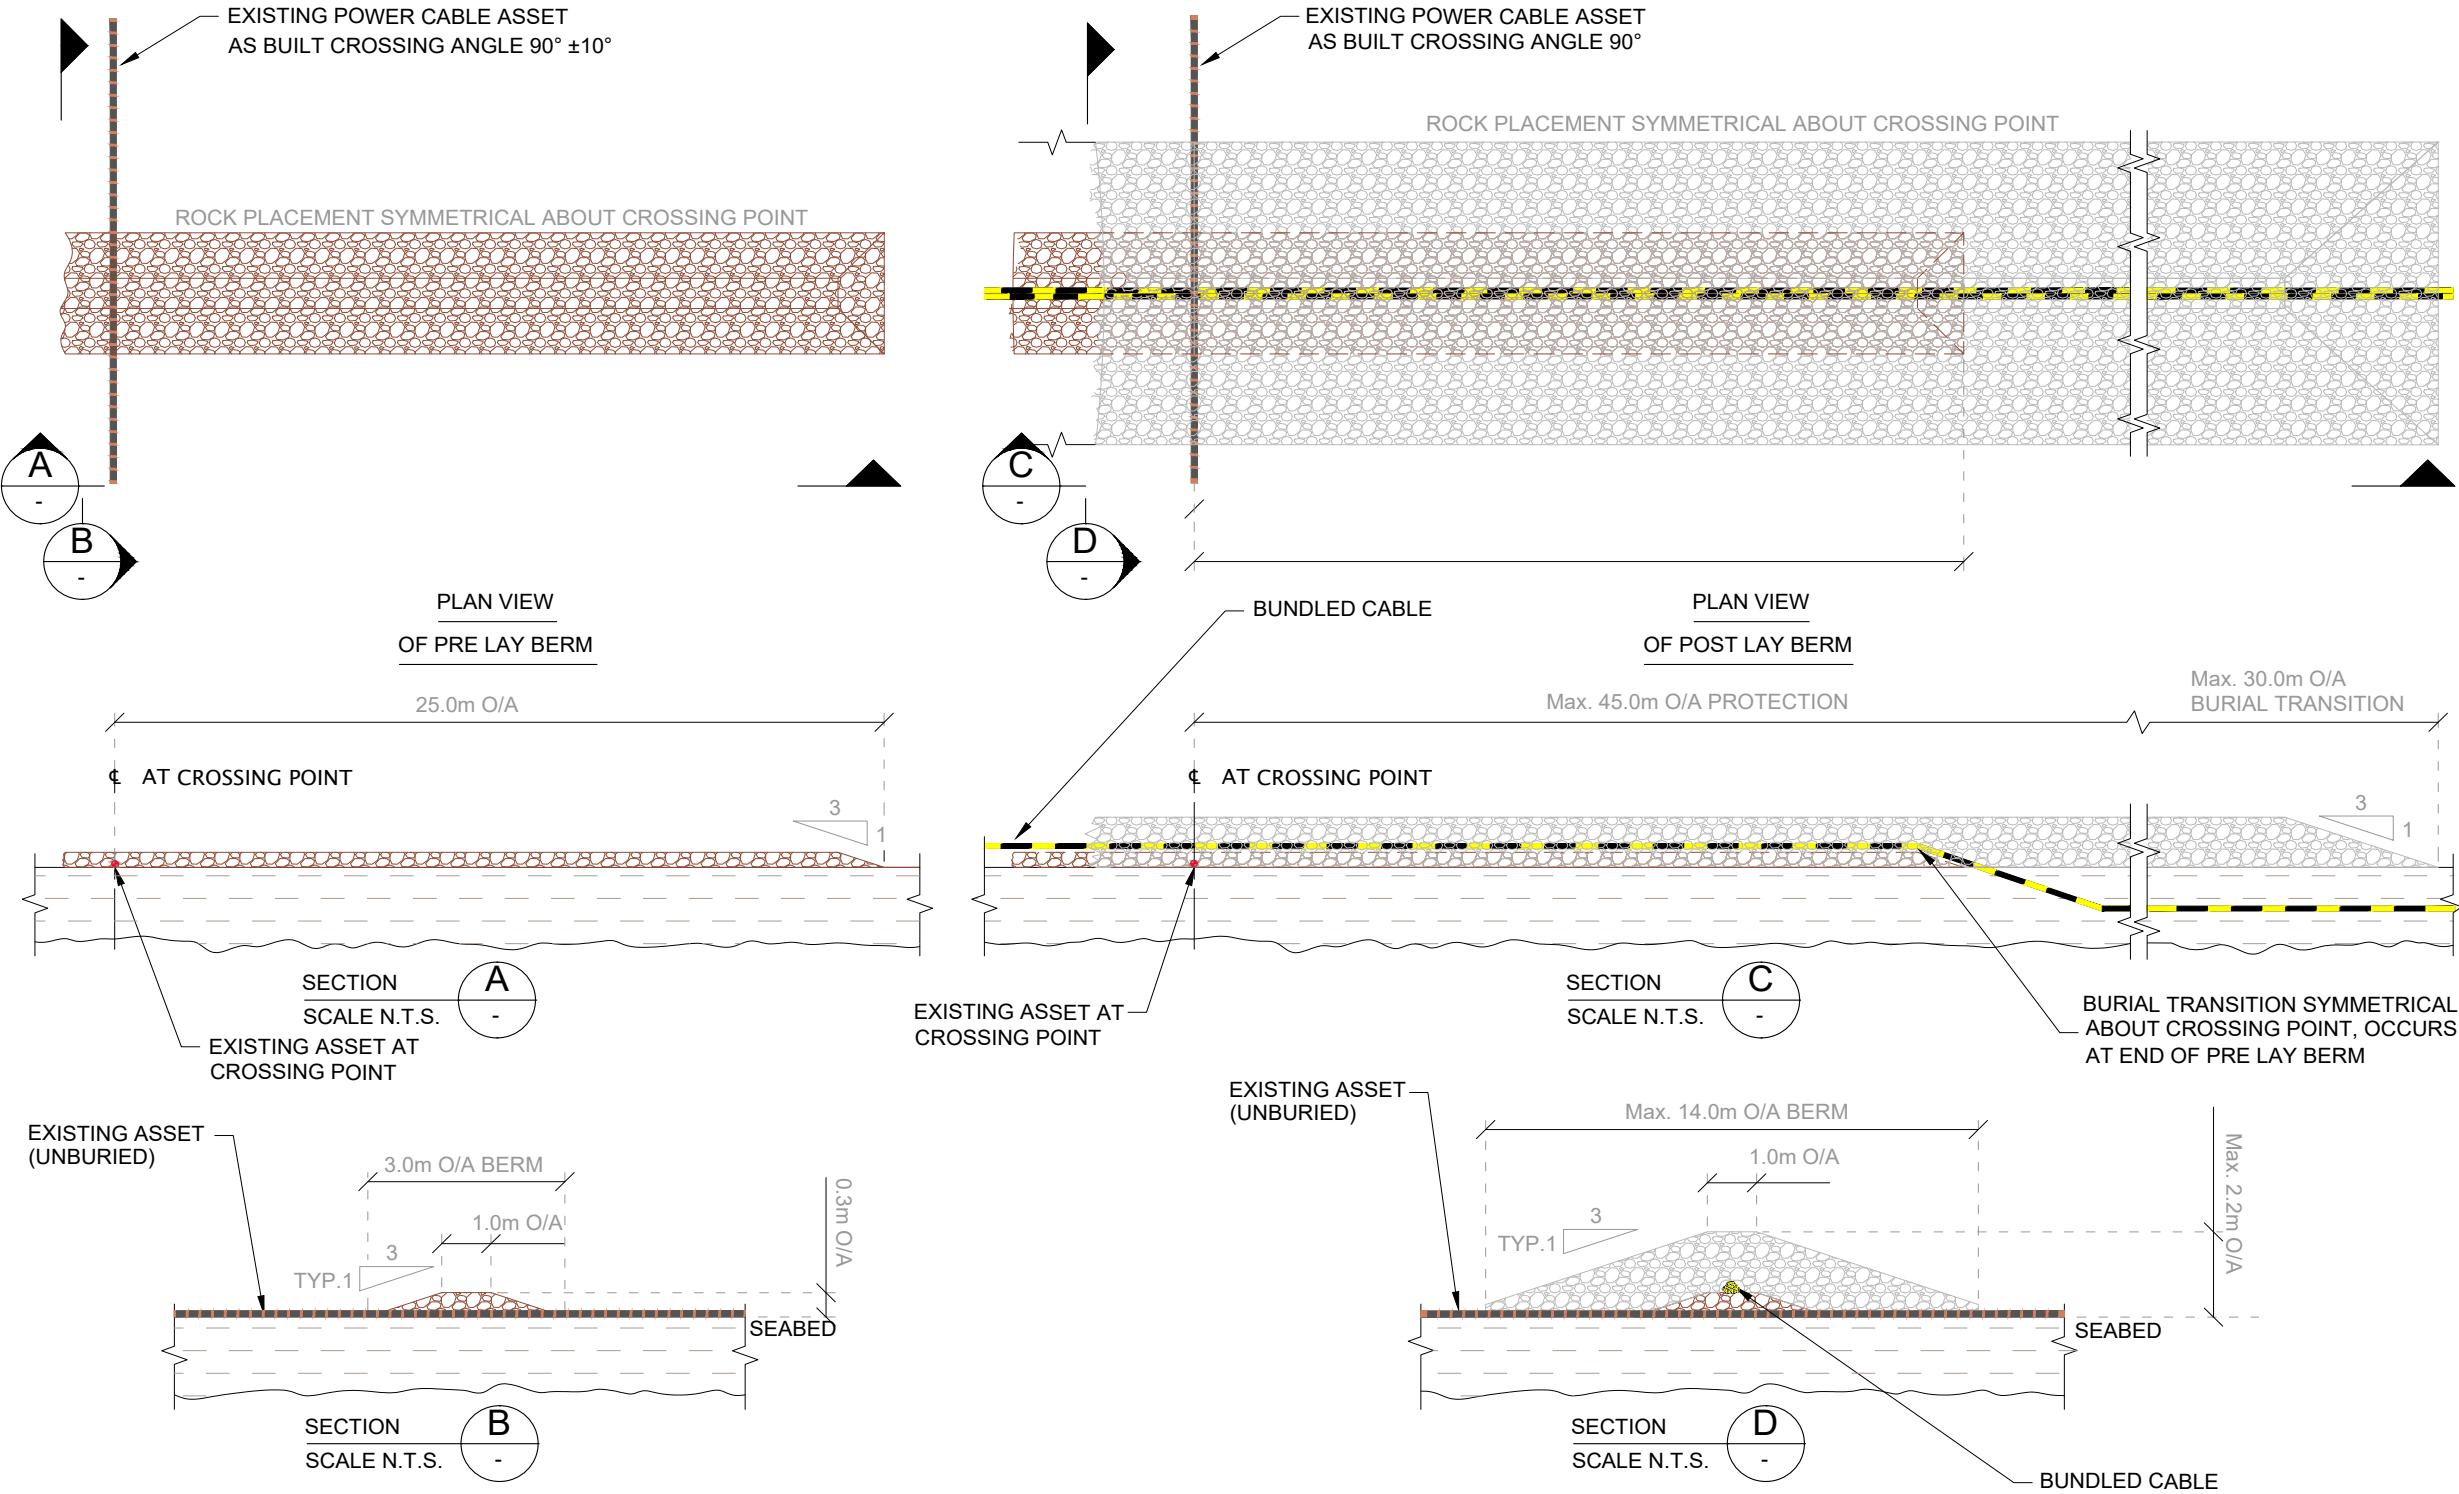 EXISTING POWER CABLE ASSET
AS BUILT CROSSING ANGLE 90° ±10°
ROCK PLACEMENT SYMMETRICAL ABOUT CROSSING POINT
A
-
B
-
PLAN VIEW
OF PRE LAY BERM
EXISTING POWER CABLE ASSET
AS BUILT CROSSING ANGLE 90°
ROCK PLACEMENT SYMMETRICAL ABOUT CROSSING POINT
C
-
D
-
PLAN VIEW
OF POST LAY BERM
25.0m O/A
℄ AT CROSSING POINT
3
1
SECTION
SCALE N.T.S.
A
-
EXISTING ASSET AT
CROSSING POINT
BUNDLED CABLE
Max. 45.0m O/A PROTECTION
Max. 30.0m O/A
BURIAL TRANSITION
℄ AT CROSSING POINT
3
1
EXISTING ASSET AT
CROSSING POINT
SECTION
SCALE N.T.S.
C
-
BURIAL TRANSITION SYMMETRICAL
ABOUT CROSSING POINT, OCCURS
AT END OF PRE LAY BERM
EXISTING ASSET
(UNBURIED)
3.0m O/A BERM
1.0m O/A
0.3m O/A
3
TYP.1
SEABED
SECTION
SCALE N.T.S.
B
-
EXISTING ASSET
(UNBURIED)
Max. 14.0m O/A BERM
1.0m O/A
Max. 2.2m O/A
3
TYP.1
SEABED
SECTION
SCALE N.T.S.
D
-
BUNDLED CABLE